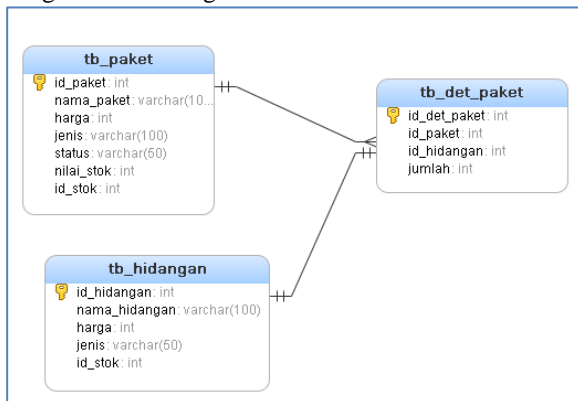 tb_paket
id_paket: int
nama_paket: varchar(10...
harga: int
jenis: varchar(100)
status: varchar(50)
nilai_stok: int
id_stok: int
tb_det_paket
id_det_paket: int
id_paket: int
id_hidangan: int
jumlah: int
tb_hidangan
id_hidangan: int
nama_hidangan: varchar(100)
harga: int
jenis: varchar(50)
id_stok: int